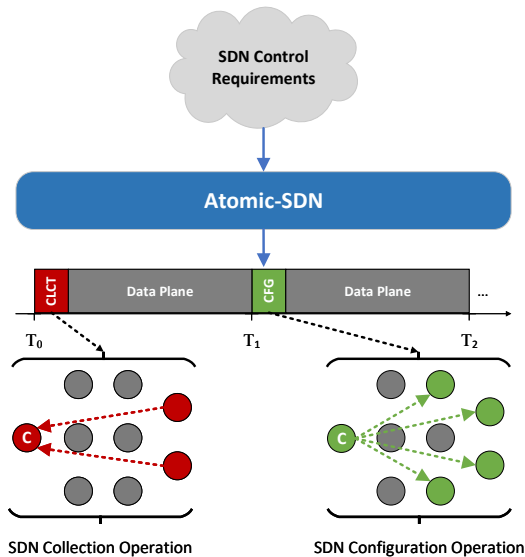 SDN Control
Requirements
Atomic-SDN
CLCT
Data Plane
CFG
Data Plane
...
T0
T1
T2
C
C
SDN Collection Operation
SDN Configuration Operation